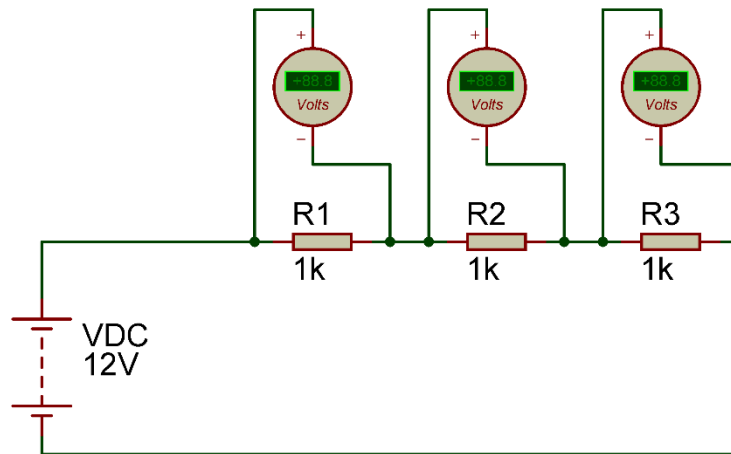 + + +
+88.8 +88.8 +88.8
Volts Volts Volts
− − −
R1 R2 R3
1k 1k 1k
VDC
12V